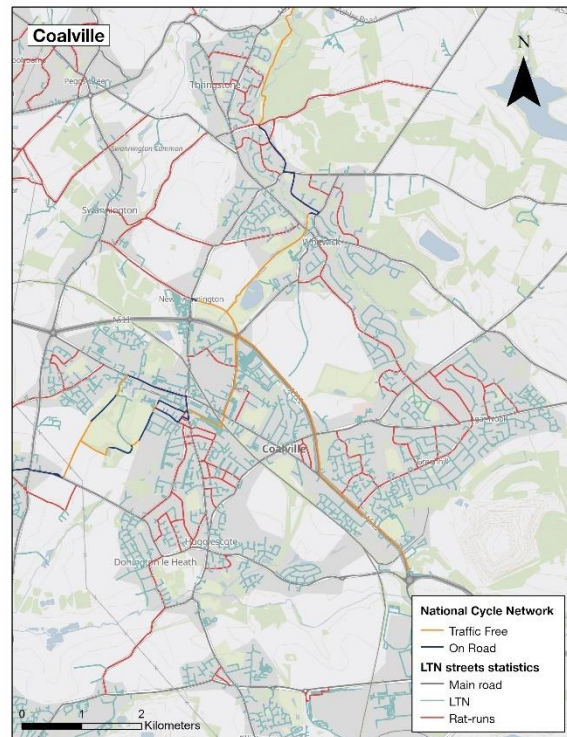 Coalville
N
Thringstone
Swannington Common
Swannington
Whitwick
New Swannington
A511
Coalville
Hugglescote
Donington le Heath
National Cycle Network
Traffic Free
On Road
LTN streets statistics
Main road
LTN
Rat-runs
0 1 2
Kilometers